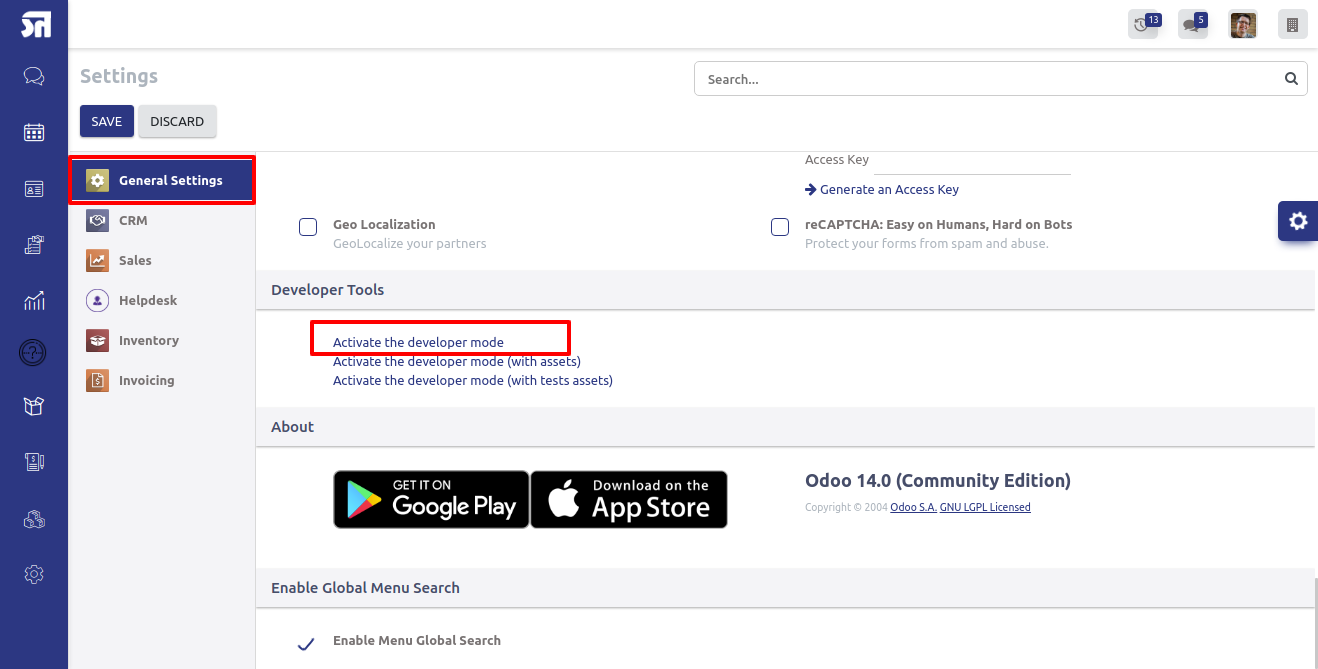 13
5
Settings
Search...
SAVE
DISCARD
General Settings
CRM
Sales
Helpdesk
Inventory
Invoicing
Access Key
Generate an Access Key
Geo Localization
GeoLocalize your partners
reCAPTCHA: Easy on Humans, Hard on Bots
Protect your forms from spam and abuse.
Developer Tools
Activate the developer mode
Activate the developer mode (with assets)
Activate the developer mode (with tests assets)
About
GET IT ON
Google Play
Download on the
App Store
Odoo 14.0 (Community Edition)
Copyright © 2004 Odoo S.A. GNU LGPL Licensed
Enable Global Menu Search
Enable Menu Global Search